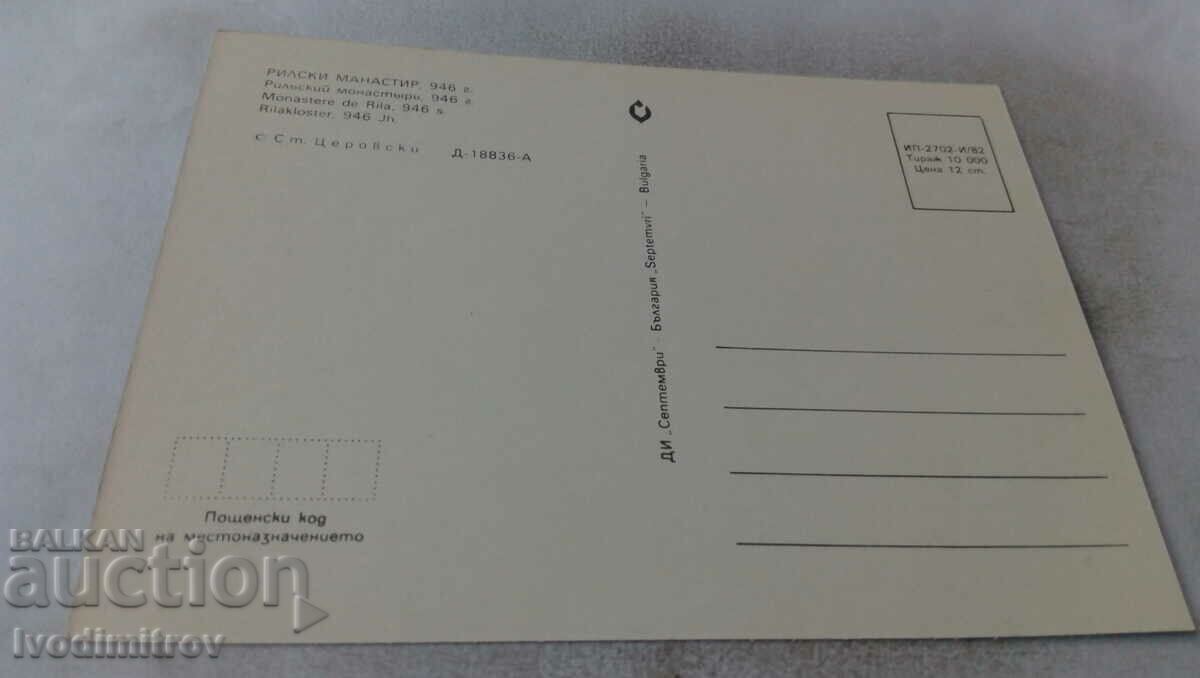 РИЛСКИ МАНАСТИР, 946 г.
Рильский монастырь, 946 г.
Monastere de Rila, 946 s.
Rilakloster, 946 Jh.
© Ст. Церовски Д-18836-А
ИП-2702-И/82
Тираж 10 000
Цена 12 ст.
ДИ „Септември" · България „Septemvri" – Bulgaria
Пощенски код
на местоназначението
BALKAN
auction
Ivodimitrov